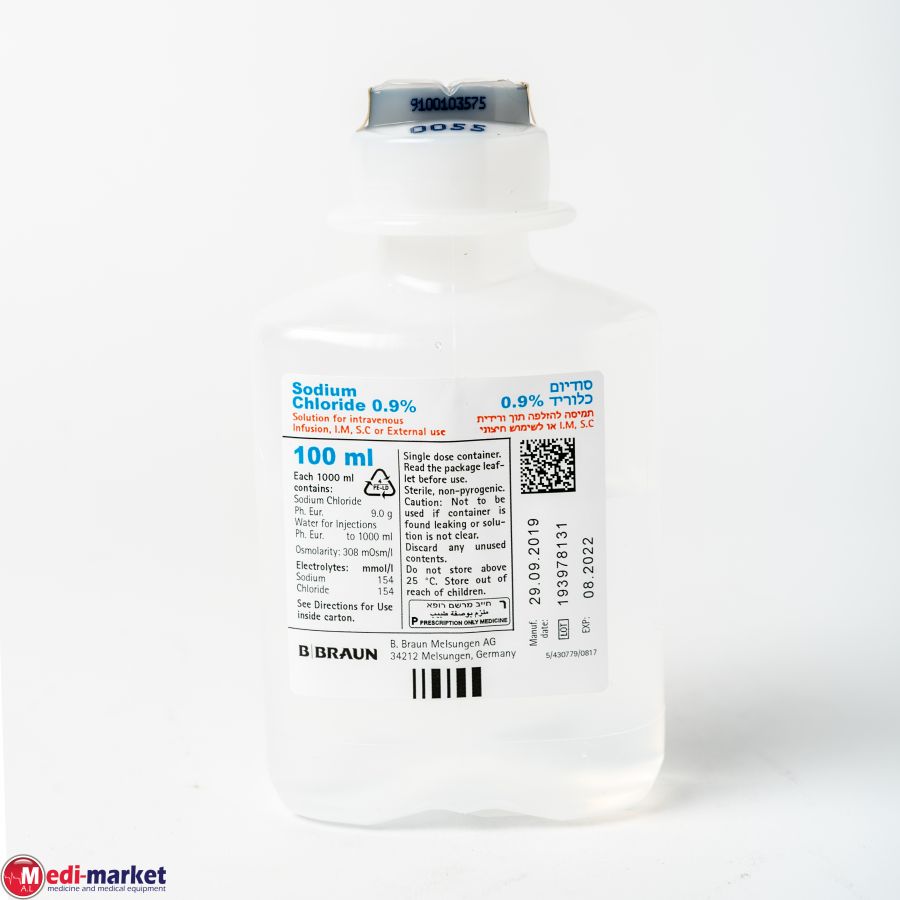 9100103575
0055
Sodium
Chloride 0.9%
Solution for intravenous
Infusion, I.M, S.C or External use
סודיום
כלוריד 0.9%
תמיסה להזלפה תוך ורידית
I.M, S.C או לשימוש חיצוני
100 ml
Each 1000 ml
contains:
4
PE-LD
Sodium Chloride
Ph. Eur. 9.0 g
Water for Injections
Ph. Eur. to 1000 ml
Osmolarity: 308 mOsm/l
Electrolytes: mmol/l
Sodium 154
Chloride 154
See Directions for Use
inside carton.
Single dose container.
Read the package leaf-
let before use.
Sterile, non-pyrogenic.
Caution: Not to be
used if container is
found leaking or solu-
tion is not clear.
Discard any unused
contents.
Do not store above
25 °C. Store out of
reach of children.
חייב מרשם רופא
ملزم بوصفة طبيب
P PRESCRIPTION ONLY MEDICINE
Manuf.
date: 29.09.2019
LOT 193978131
EXP.: 08.2022
B|BRAUN
B. Braun Melsungen AG
34212 Melsungen, Germany
5/430779/0817
Medi-market
A.L
medicine and medical equipment